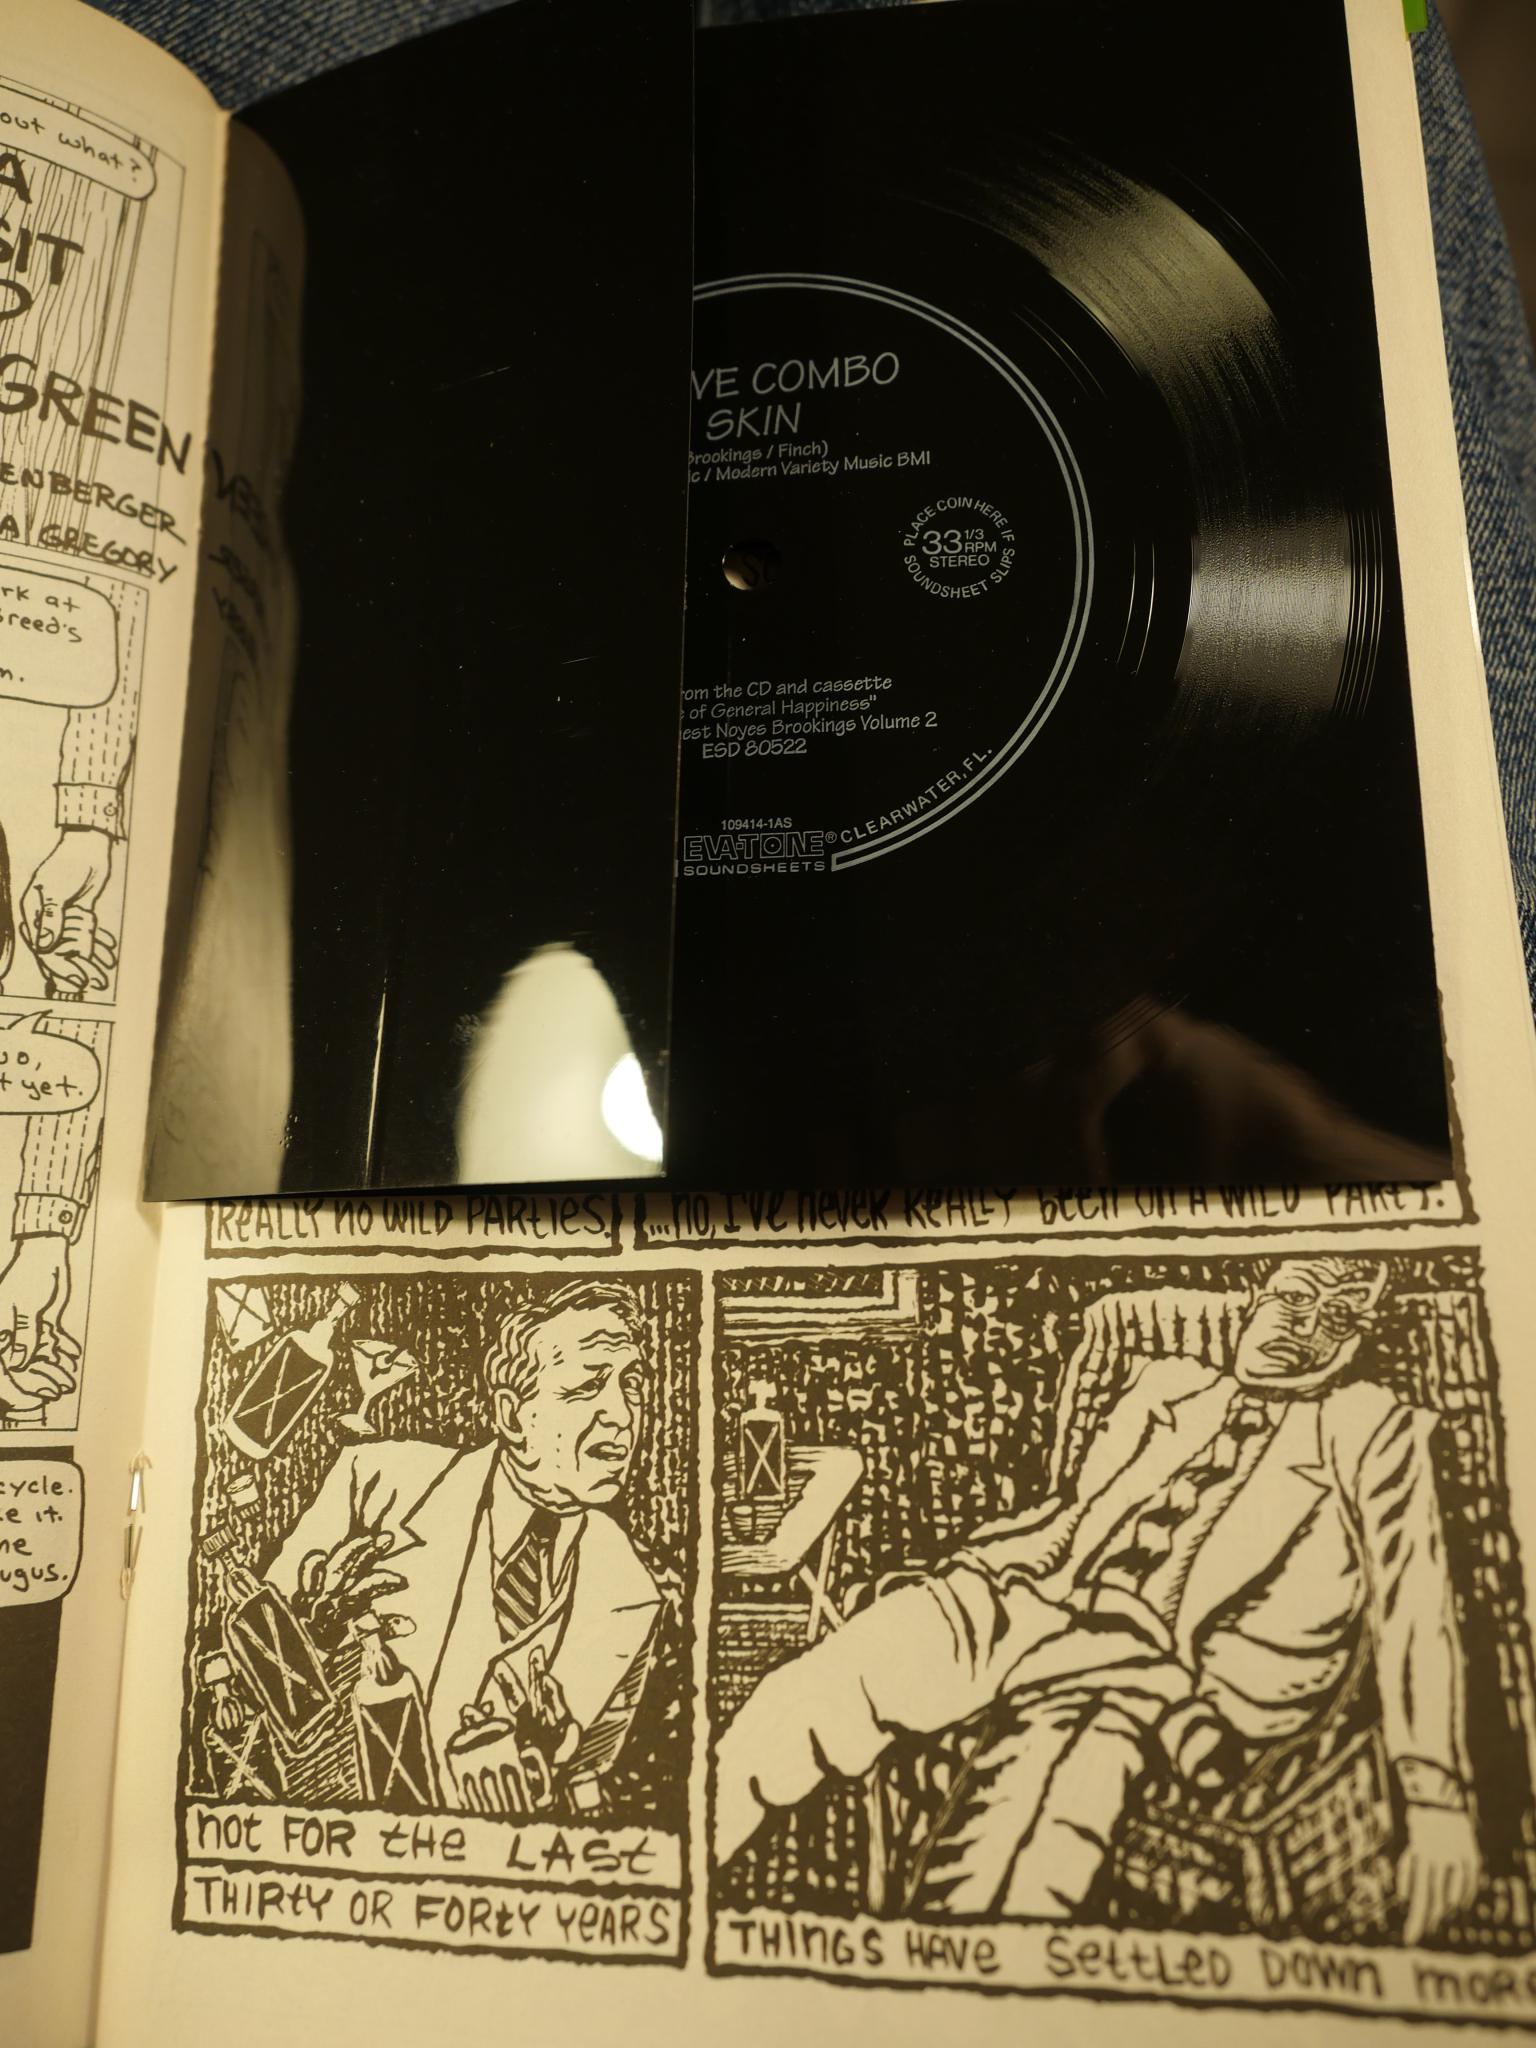 out what?
A
SIT
GREEN
ENBERGER
A GREGORY
rk at
Breed's
m.
UO,
t yet.
cycle.
e it.
ne
ugus.
VE COMBO
SKIN
Brookings / Finch)
ic / Modern Variety Music BMI
PLACE COIN HERE IF SOUNDSHEET SLIPS
33 1/3
RPM
STEREO
rom the CD and cassette
e of General Happiness"
est Noyes Brookings Volume 2
ESD 80522
109414-1AS
EVA-TONE® CLEARWATER, FL.
SOUNDSHEETS
REALLY NO WILD PARTIES.
...NO, I'VE NEVER REALLY BEEN ON A WILD PARTY.
NOT FOR THE LAST
THIRTY OR FORTY YEARS
THINGS HAVE SETTLED DOWN MORE